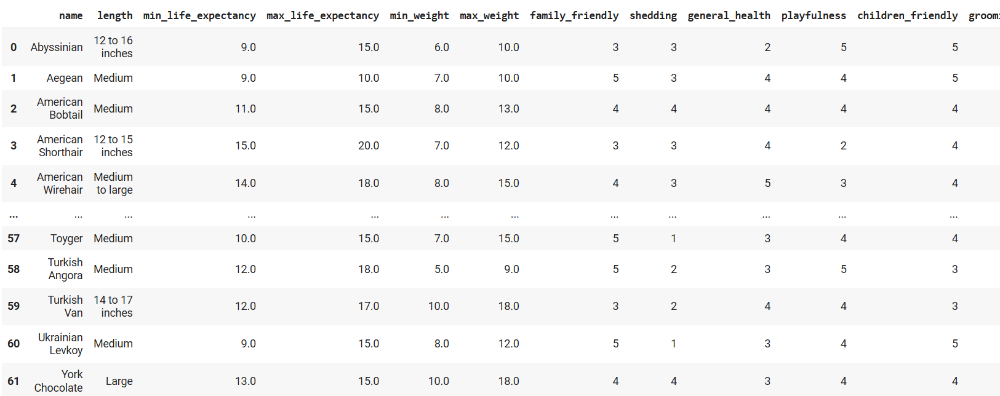 name length min_life_expectancy max_life_expectancy min_weight max_weight family_friendly shedding general_health playfulness children_friendly groomi
0 Abyssinian 12 to 16 inches 9.0 15.0 6.0 10.0 3 3 2 5 5
1 Aegean Medium 9.0 10.0 7.0 10.0 5 3 4 4 5
2 American Bobtail Medium 11.0 15.0 8.0 13.0 4 4 4 4 4
3 American Shorthair 12 to 15 inches 15.0 20.0 7.0 12.0 3 3 4 2 4
4 American Wirehair Medium to large 14.0 18.0 8.0 15.0 4 3 5 3 4
... ... ... ... ... ... ... ... ... ... ... ...
57 Toyger Medium 10.0 15.0 7.0 15.0 5 1 3 4 4
58 Turkish Angora Medium 12.0 18.0 5.0 9.0 5 2 3 5 3
59 Turkish Van 14 to 17 inches 12.0 17.0 10.0 18.0 3 2 4 4 3
60 Ukrainian Levkoy Medium 9.0 15.0 8.0 12.0 5 1 3 4 5
61 York Chocolate Large 13.0 15.0 10.0 18.0 4 4 3 4 4